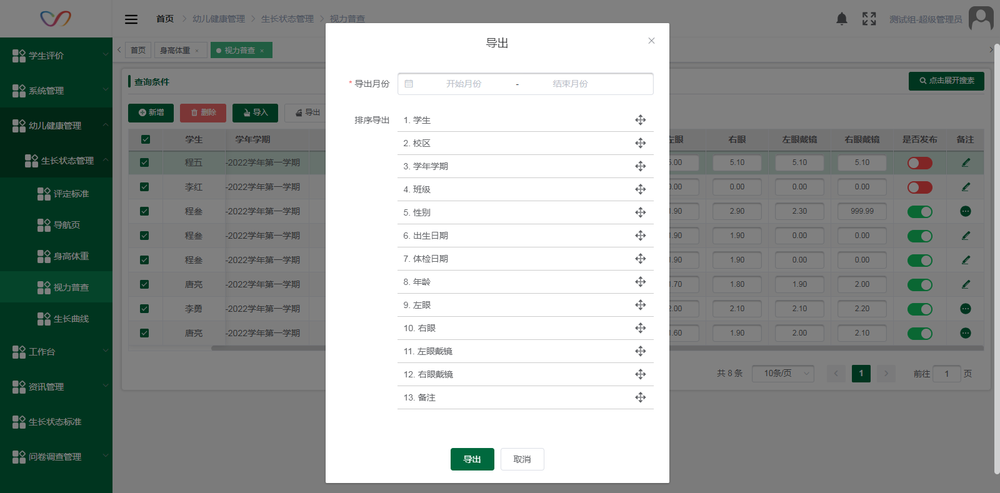 首页 > 幼儿健康管理 > 生长状态管理 > 视力普查
测试组-超级管理员
首页
身高体重 ×
视力普查 ×
学生评价
系统管理
幼儿健康管理
生长状态管理
评定标准
导航页
身高体重
视力普查
生长曲线
工作台
资讯管理
生长状态标准
问卷调查管理
查询条件
点击展开搜索
新增
删除
导入
导出
学生 学年学期 左眼 右眼 左眼戴镜 右眼戴镜 是否发布 备注
程五 -2022学年第一学期 5.00 5.10 5.10 5.10
李红 -2022学年第一学期 0.00 0.00 0.00 0.00
程叁 -2022学年第一学期 .90 2.90 2.30 999.99
程叁 -2022学年第一学期 .90 1.90 0.00 0.00
程叁 -2022学年第一学期 .90 1.90 0.00 0.00
唐亮 -2022学年第一学期 .70 1.80 1.90 2.00
李勇 -2022学年第一学期 2.00 2.10 2.10 2.20
唐亮 -2022学年第一学期 .60 1.90 2.00 2.10
共 8 条 10条/页 1 前往 1 页
导出
* 导出月份 开始月份 - 结束月份
排序导出
1. 学生
2. 校区
3. 学年学期
4. 班级
5. 性别
6. 出生日期
7. 体检日期
8. 年龄
9. 左眼
10. 右眼
11. 左眼戴镜
12. 右眼戴镜
13. 备注
导出 取消